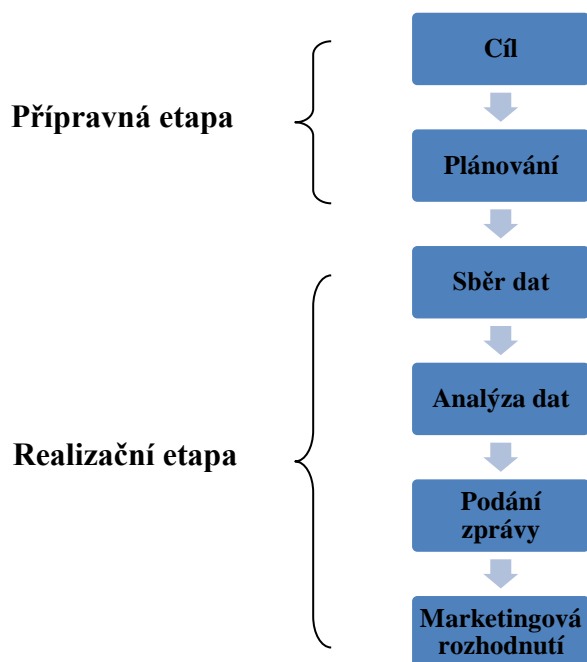 Cíl
Přípravná etapa
Plánování
Sběr dat
Analýza dat
Realizační etapa
Podání
zprávy
Marketingová
rozhodnutí